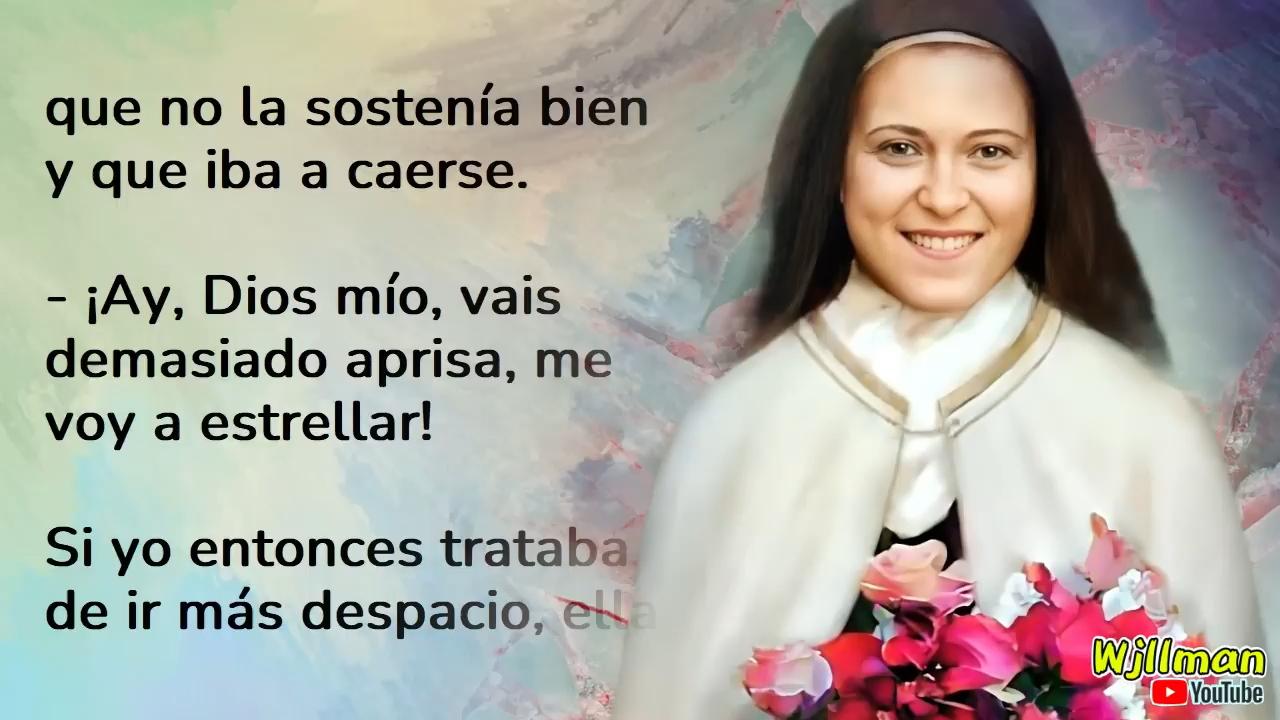 que no la sostenía bien
y que iba a caerse.
- ¡Ay, Dios mío, vais
demasiado aprisa, me
voy a estrellar!
Si yo entonces trataba
de ir más despacio, ella
Wjllman
YouTube